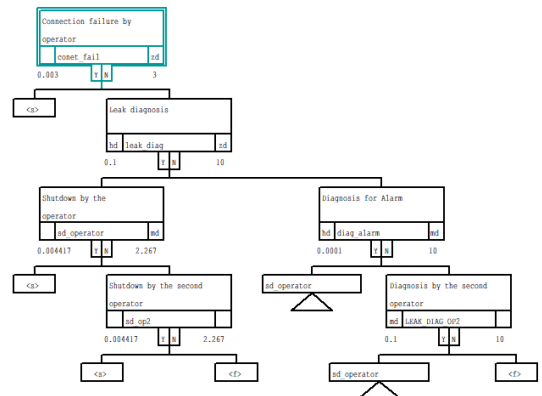 Connection failure by
operator
comet_fail zd
0.003 Y N 3
<s>
Leak diagnosis
hd leak_diag zd
0.1 Y N 10
Shutdown by the
operator
sd_operator md
0.004417 Y N 2.267
Diagnosis for Alarm
hd diag_alarm md
0.0001 Y N 10
<s>
Shutdown by the second
operator
sd_op2
0.004417 Y N 2.267
sd_operator
Diagnosis by the second
operator
md LEAK_DIAG_OP2
0.1 Y N 10
<s>
<f>
sd_operator
<f>